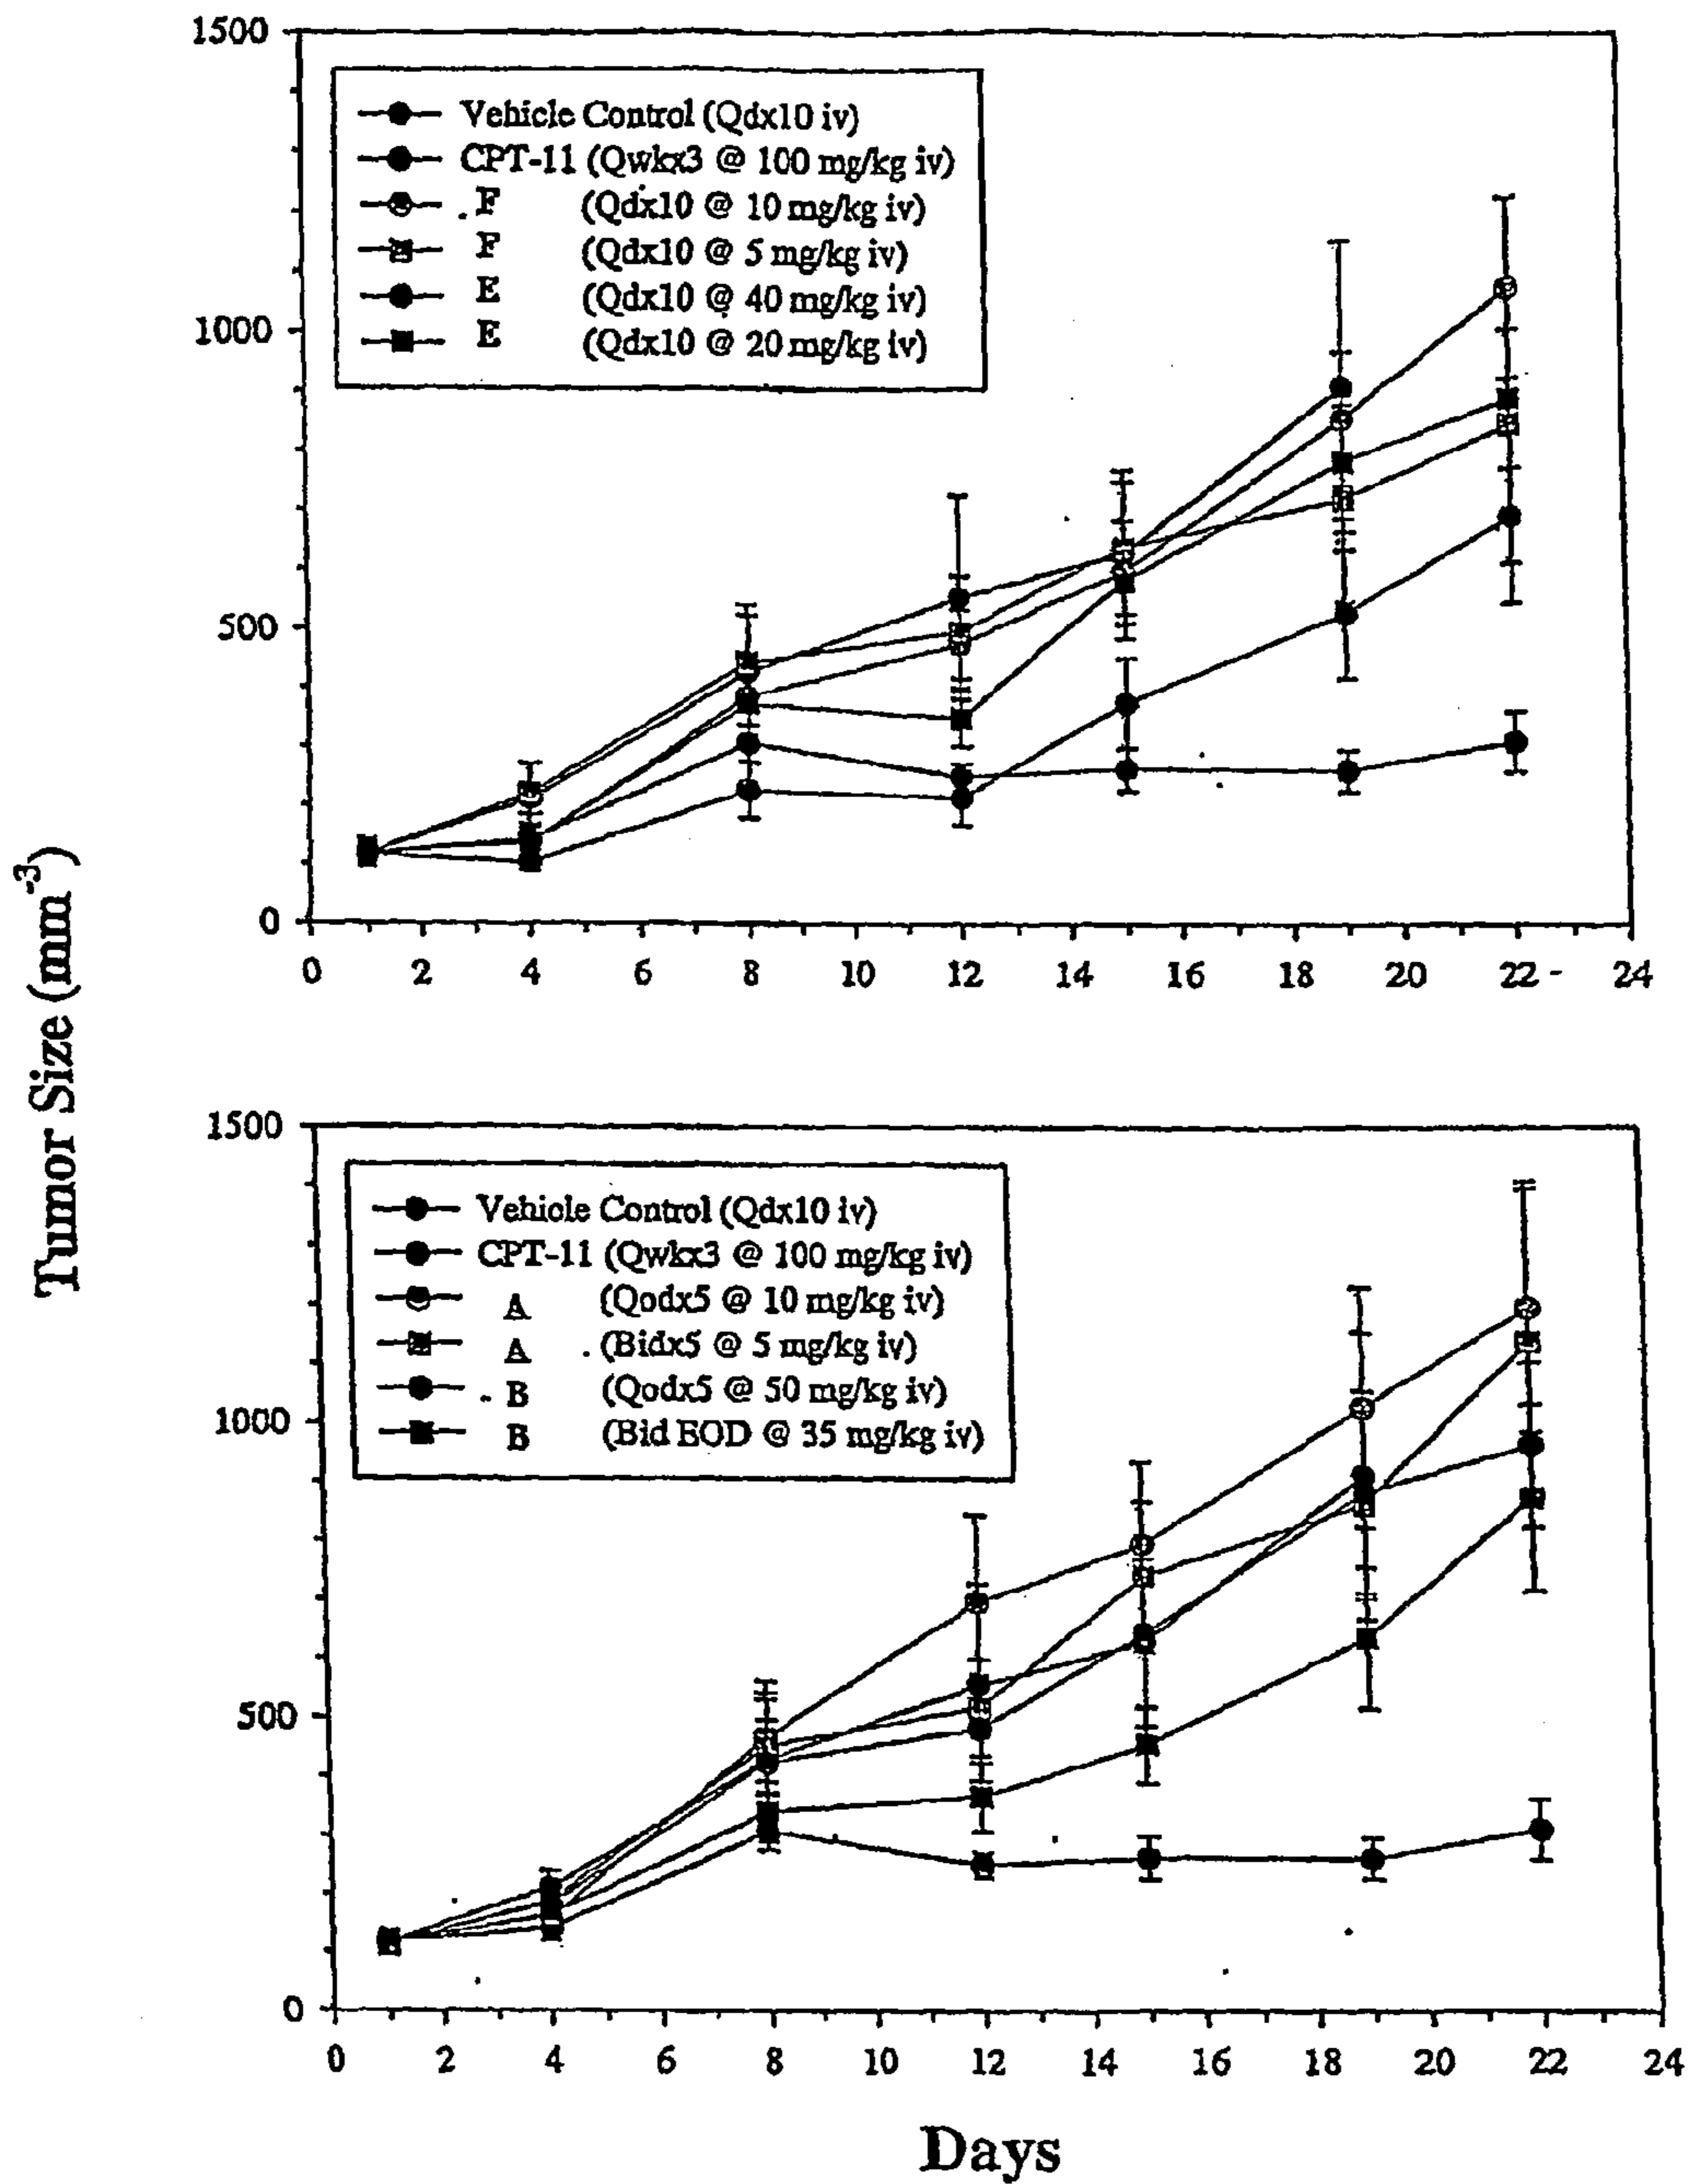 1500
Vehicle Control (Qdx10 iv)
CPT-11 (Qwkx3 @ 100 mg/kg iv)
F (Qdx10 @ 10 mg/kg iv)
F (Qdx10 @ 5 mg/kg iv)
E (Qdx10 @ 40 mg/kg iv)
E (Qdx10 @ 20 mg/kg iv)
1000
500
0
0 2 4 6 8 10 12 14 16 18 20 22 - 24
Tumor Size (mm⁻³)
1500
Vehicle Control (Qdx10 iv)
CPT-11 (Qwkx3 @ 100 mg/kg iv)
A (Qodx5 @ 10 mg/kg iv)
A (Bidx5 @ 5 mg/kg iv)
B (Qodx5 @ 50 mg/kg iv)
B (Bid EOD @ 35 mg/kg iv)
1000
500
0
0 2 4 6 8 10 12 14 16 18 20 22 24
Days